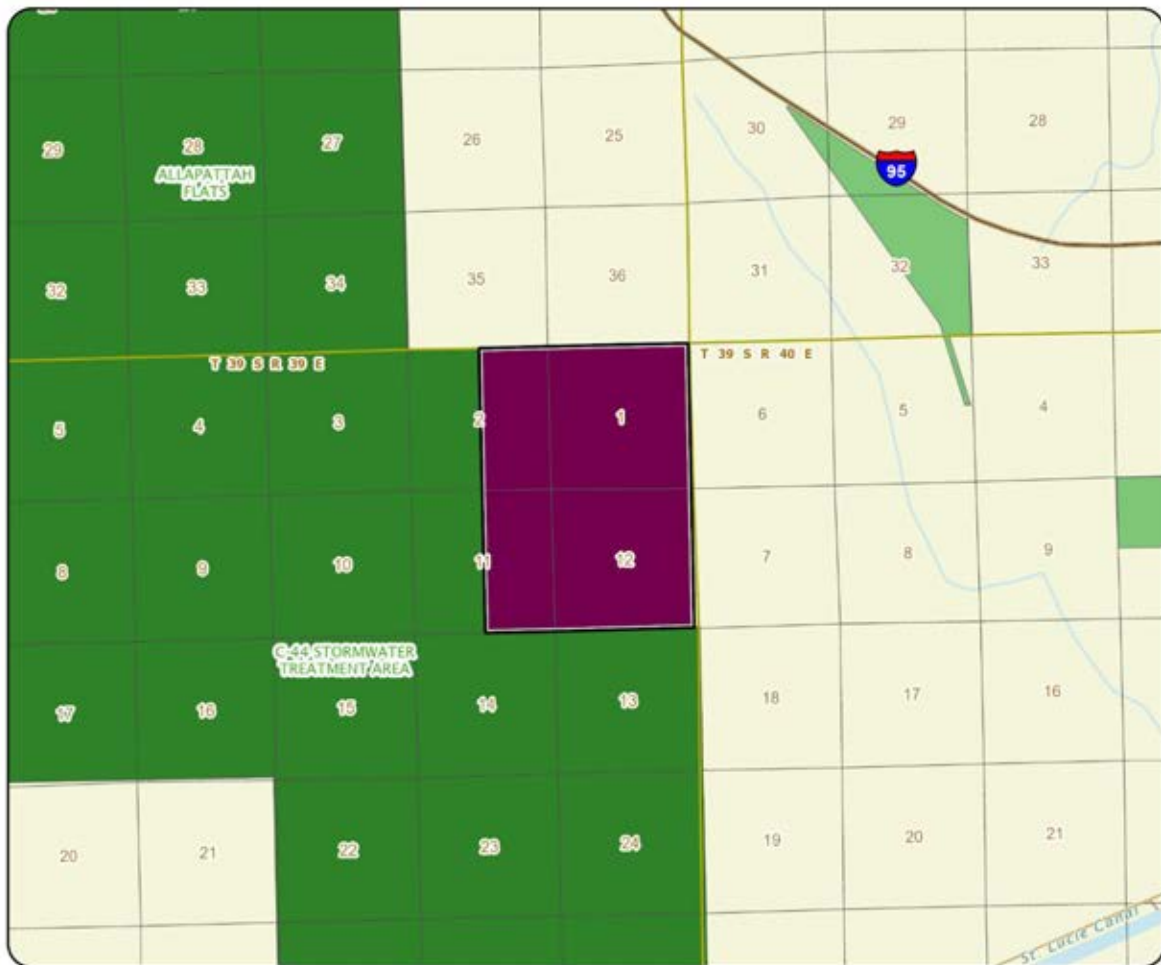 29 28 27 26 25 30 29 28
ALLAPATTAH
FLATS
95
32 33 34 35 36 31 32 33
T 39 S R 39 E
T 39 S R 40 E
5 4 3 2 1 6 5 4
8 9 10 11 12 7 8 9
C-44 STORMWATER
TREATMENT AREA
17 16 15 14 13 18 17 16
20 21 22 23 24 19 20 21
St. Lucie Canal